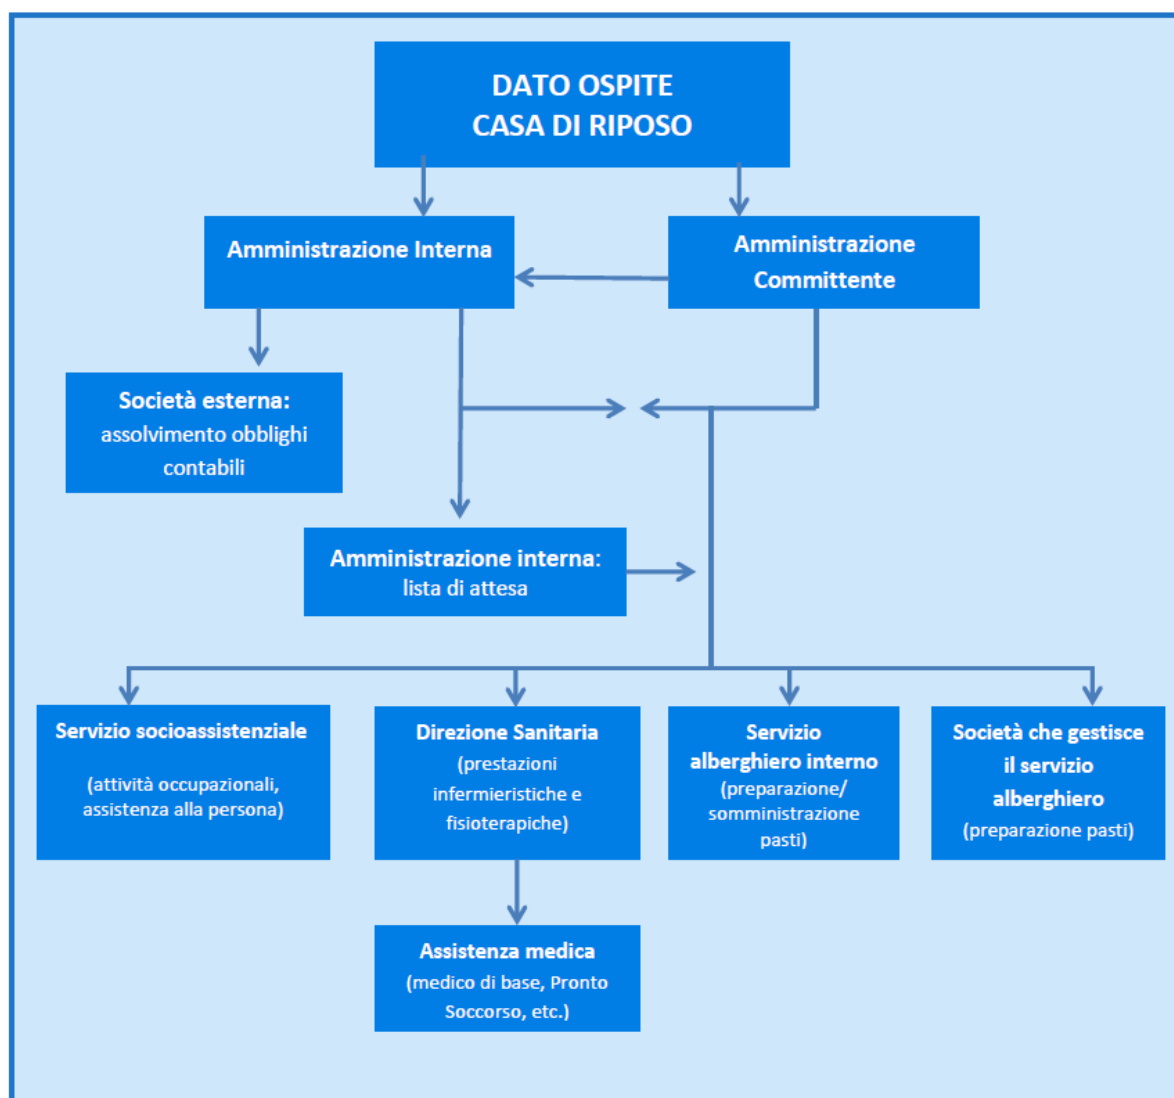 DATO OSPITE
CASA DI RIPOSO
Amministrazione Interna
Amministrazione
Committente
Società esterna:
assolvimento obblighi
contabili
Amministrazione interna:
lista di attesa
Servizio socioassistenziale
(attività occupazionali,
assistenza alla persona)
Direzione Sanitaria
(prestazioni
infermieristiche e
fisioterapiche)
Servizio
alberghiero interno
(preparazione/
somministrazione
pasti)
Società che gestisce
il servizio
alberghiero
(preparazione pasti)
Assistenza medica
(medico di base, Pronto
Soccorso, etc.)